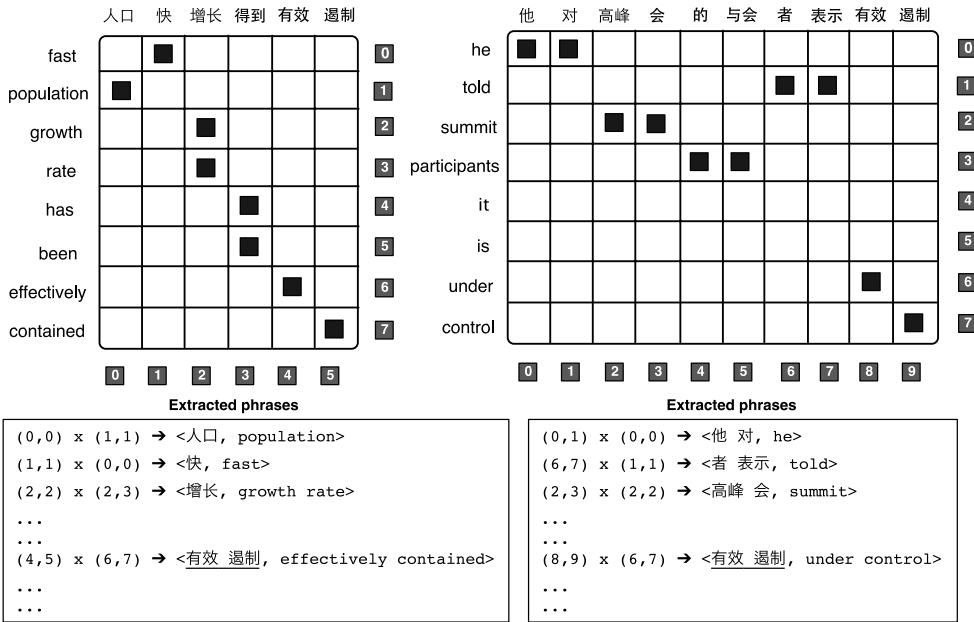 人口 快 增长 得到 有效 遏制
fast 0
population 1
growth 2
rate 3
has 4
been 5
effectively 6
contained 7
0 1 2 3 4 5
Extracted phrases
(0,0) x (1,1) ➔ <人口, population>
(1,1) x (0,0) ➔ <快, fast>
(2,2) x (2,3) ➔ <增长, growth rate>
...
...
(4,5) x (6,7) ➔ <有效 遏制, effectively contained>
...
...
他 对 高峰 会 的 与会 者 表示 有效 遏制
he 0
told 1
summit 2
participants 3
it 4
is 5
under 6
control 7
0 1 2 3 4 5 6 7 8 9
Extracted phrases
(0,1) x (0,0) ➔ <他 对, he>
(6,7) x (1,1) ➔ <者 表示, told>
(2,3) x (2,2) ➔ <高峰 会, summit>
...
...
(8,9) x (6,7) ➔ <有效 遏制, under control>
...
...